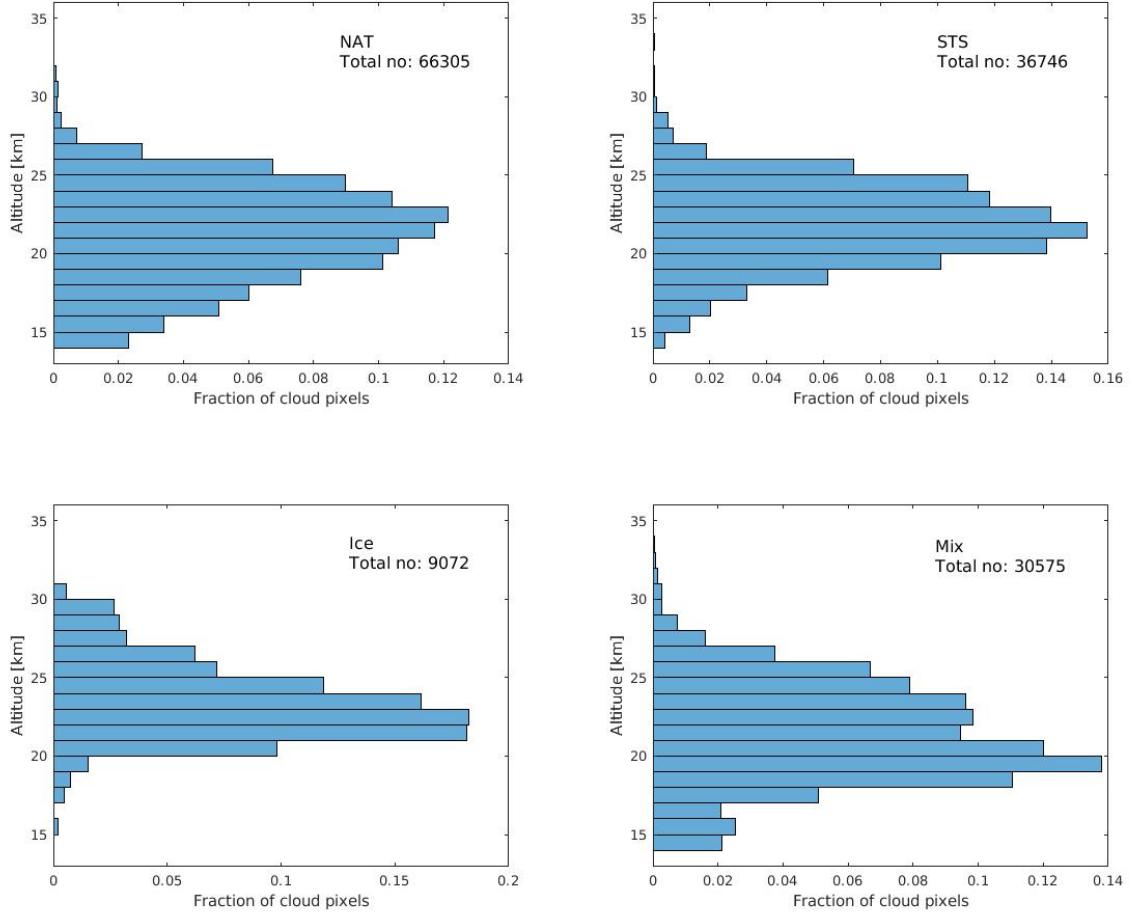 35
30
25
20
15
Altitude [km]
NAT
Total no: 66305
0 0.02 0.04 0.06 0.08 0.1 0.12 0.14
Fraction of cloud pixels
35
30
25
20
15
Altitude [km]
STS
Total no: 36746
0 0.02 0.04 0.06 0.08 0.1 0.12 0.14 0.16
Fraction of cloud pixels
35
30
25
20
15
Altitude [km]
Ice
Total no: 9072
0 0.05 0.1 0.15 0.2
Fraction of cloud pixels
35
30
25
20
15
Altitude [km]
Mix
Total no: 30575
0 0.02 0.04 0.06 0.08 0.1 0.12 0.14
Fraction of cloud pixels